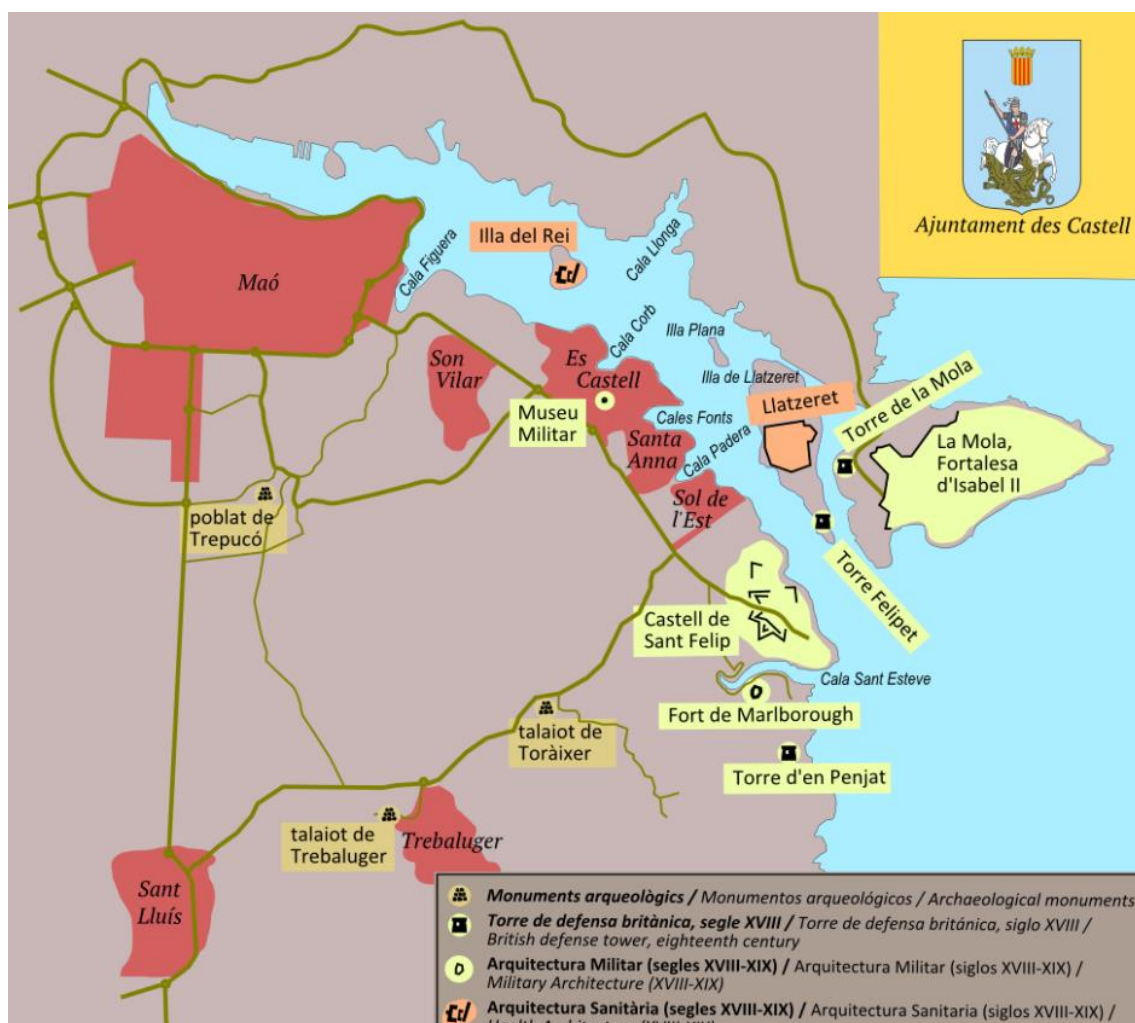 Ajuntament des Castell
Illa del Rei
Cala Figuera
Cala Llonga
Maó
Cala Corb
Illa Plana
Son
Vilar
Es
Castell
Illa de Llatzeret
Llatzeret
Torre de la Mola
Museu
Militar
Cales Fonts
Santa
Anna
Cala Padera
La Mola,
Fortalesa
d'Isabel II
Sol de
l'Est
poblat de
Trepucó
Torre Felipet
Castell de
Sant Felip
Cala Sant Esteve
Fort de Marlborough
talaiot de
Toràixer
Torre d'en Penjat
talaiot de
Trebaluger
Trebaluger
Sant
Lluís
Monuments arqueològics / Monumentos arqueológicos / Archaeological monuments
Torre de defensa britànica, segle XVIII / Torre de defensa británica, siglo XVIII /
British defense tower, eighteenth century
Arquitectura Militar (segles XVIII-XIX) / Arquitectura Militar (siglos XVIII-XIX) /
Military Architecture (XVIII-XIX)
Arquitectura Sanitària (segles XVIII-XIX) / Arquitectura Sanitaria (siglos XVIII-XIX) /